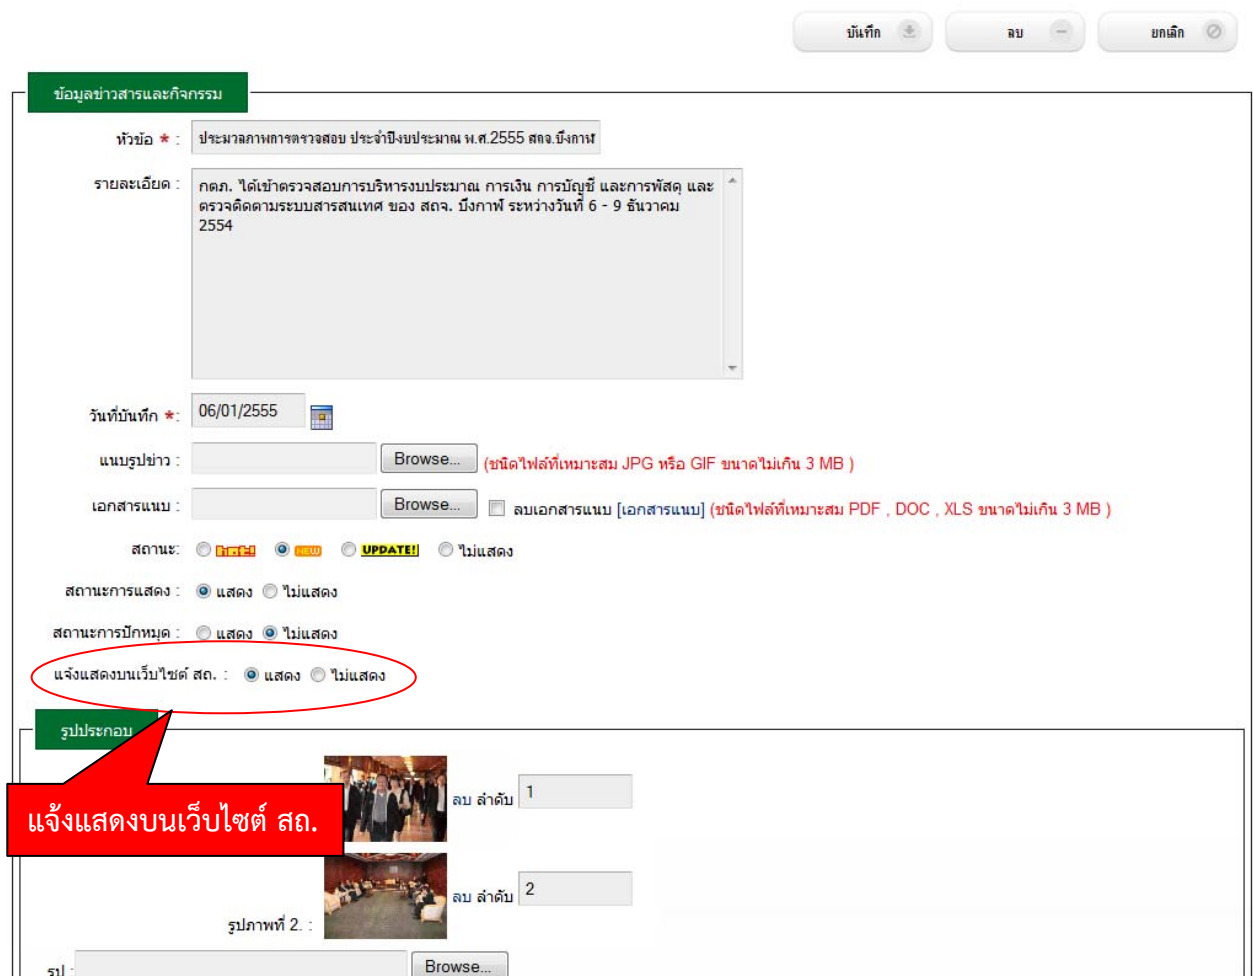 บันทึก ลบ ยกเลิก
ข้อมูลข่าวสารและกิจกรรม
หัวข้อ * : ประมวลภาพการตรวจสอบ ประจำปีงบประมาณ พ.ศ.2555 สถจ.บึงกาฬ
รายละเอียด : กตภ. ได้เข้าตรวจสอบการบริหารงบประมาณ การเงิน การบัญชี และการพัสดุ และ
ตรวจติดตามระบบสารสนเทศ ของ สถจ. บึงกาฬ ระหว่างวันที่ 6 - 9 ธันวาคม
2554
วันที่บันทึก *: 06/01/2555
แนบรูปข่าว : Browse... (ชนิดไฟล์ที่เหมาะสม JPG หรือ GIF ขนาดไม่เกิน 3 MB )
เอกสารแนบ : Browse... ลบเอกสารแนบ [เอกสารแนบ] (ชนิดไฟล์ที่เหมาะสม PDF , DOC , XLS ขนาดไม่เกิน 3 MB )
สถานะ: NEW UPDATE! ไม่แสดง
สถานะการแสดง : แสดง ไม่แสดง
สถานะการปักหมุด : แสดง ไม่แสดง
แจ้งแสดงบนเว็บไซต์ สถ. : แสดง ไม่แสดง
รูปประกอบ
ลบ ลำดับ 1
แจ้งแสดงบนเว็บไซต์ สถ.
ลบ ลำดับ 2
รูปภาพที่ 2. :
รูป : Browse...